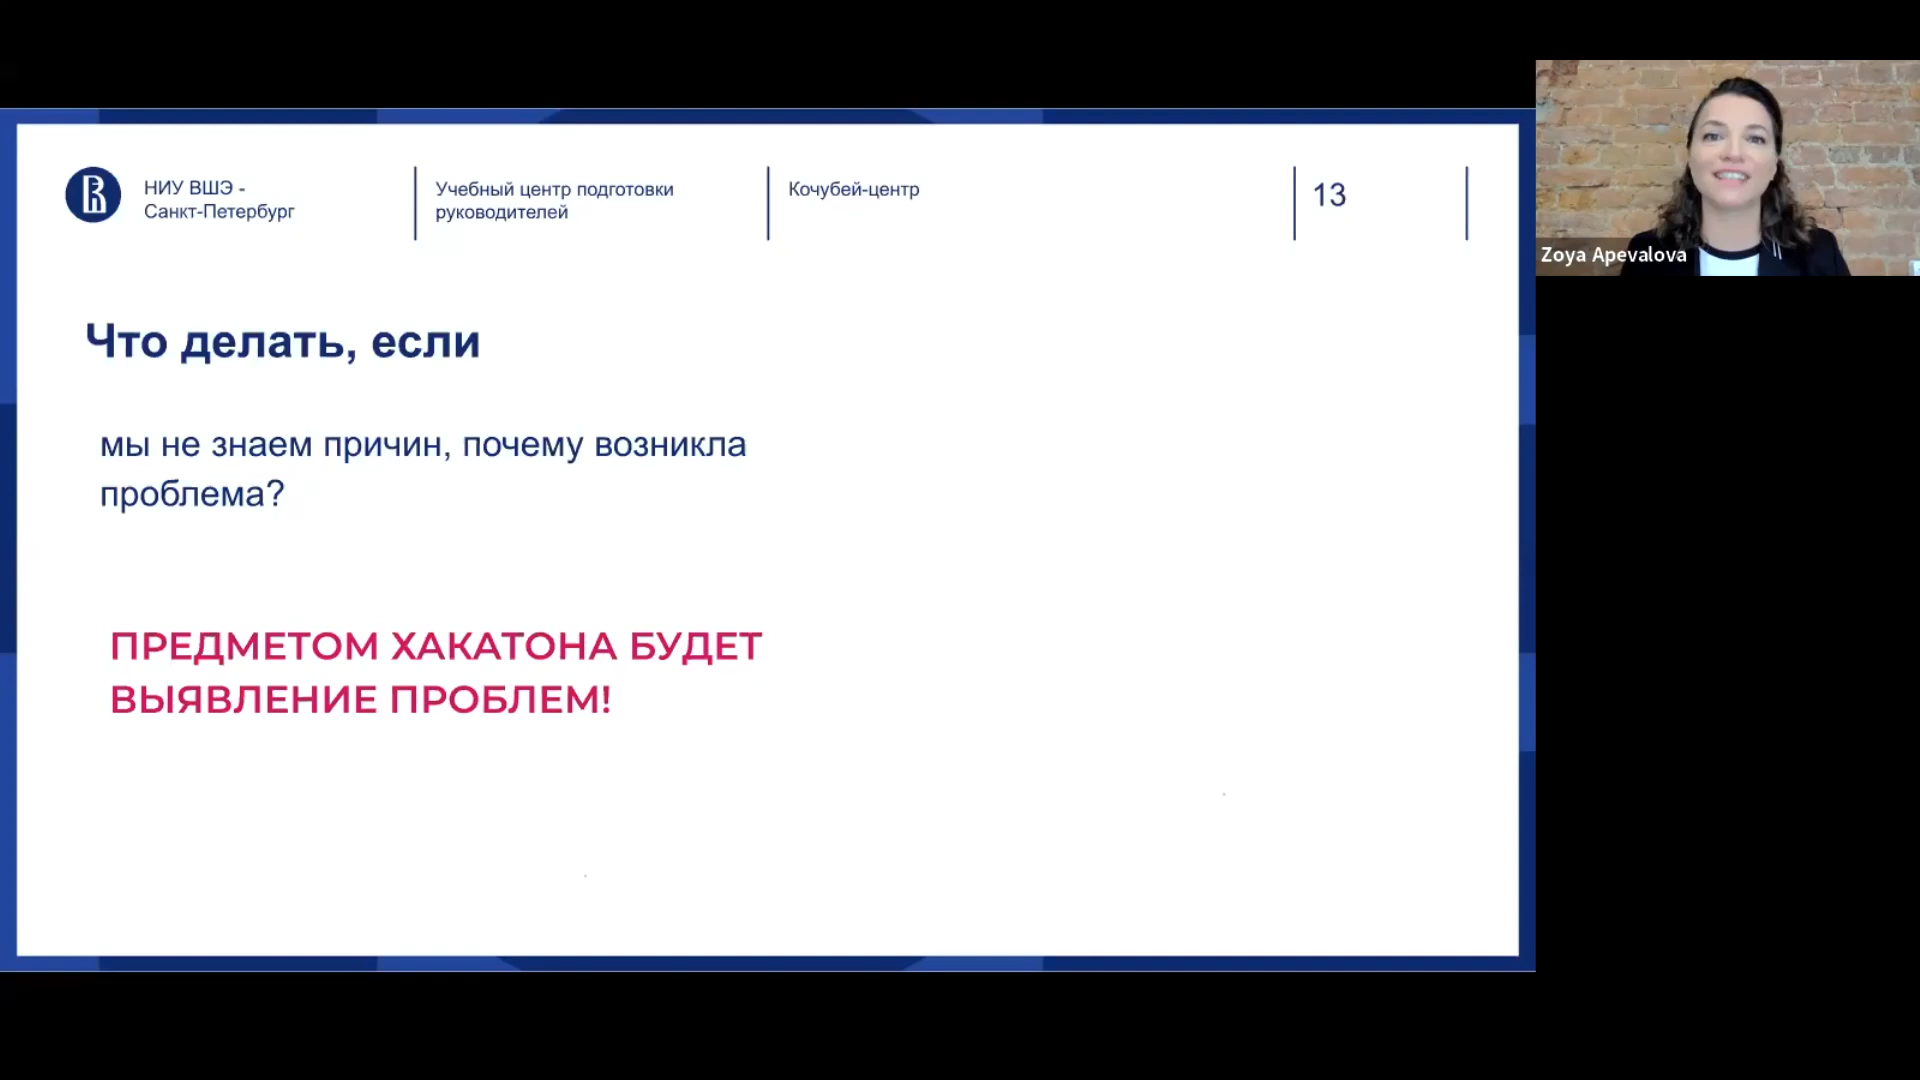 НИУ ВШЭ -
Санкт-Петербург
Учебный центр подготовки
руководителей
Кочубей-центр
13
Zoya Apevalova
Что делать, если
мы не знаем причин, почему возникла
проблема?
ПРЕДМЕТОМ ХАКАТОНА БУДЕТ
ВЫЯВЛЕНИЕ ПРОБЛЕМ!